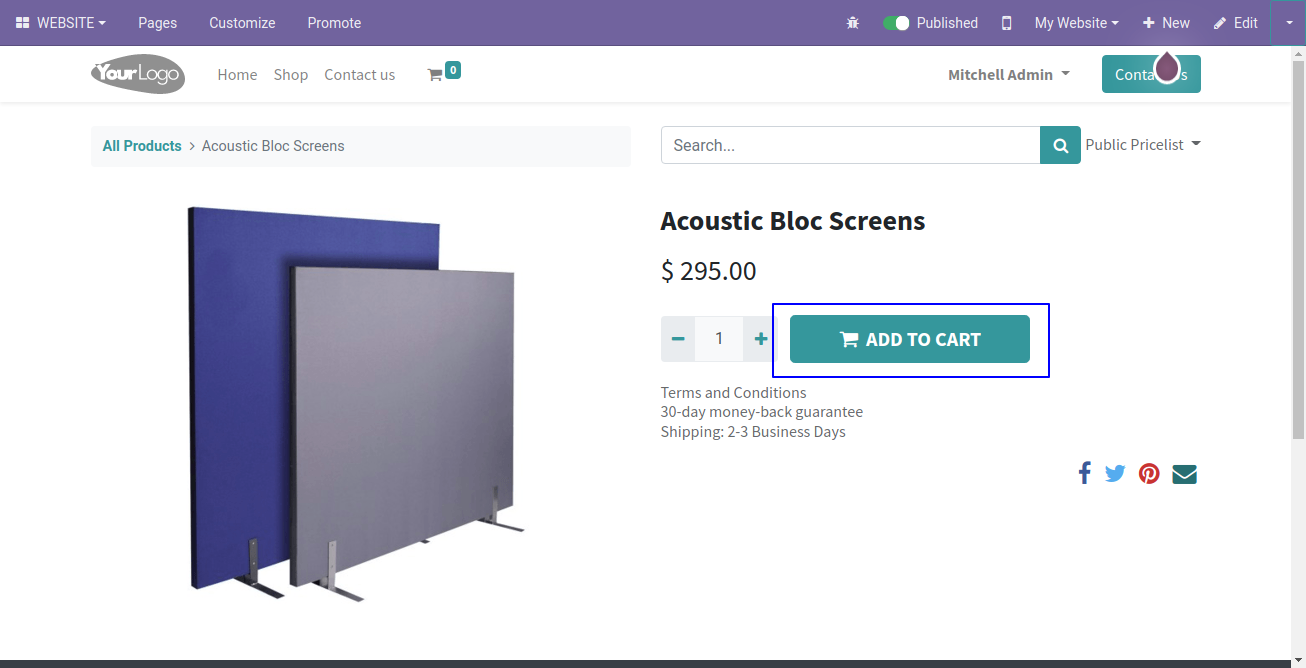 WEBSITE Pages Customize Promote Published My Website New Edit
YourLogo Home Shop Contact us 0 Mitchell Admin
All Products > Acoustic Bloc Screens Search... Public Pricelist
Acoustic Bloc Screens
$ 295.00
1 ADD TO CART
Terms and Conditions
30-day money-back guarantee
Shipping: 2-3 Business Days